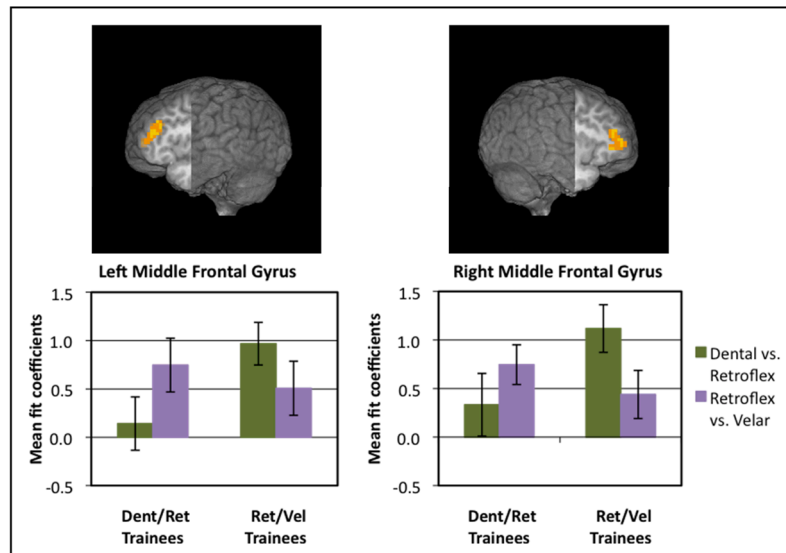 Left Middle Frontal Gyrus
Mean fit coefficients
1.5
1.0
0.5
0.0
-0.5
Dent/Ret
Trainees
Ret/Vel
Trainees
Right Middle Frontal Gyrus
Mean fit coefficients
1.5
1.0
0.5
0.0
-0.5
Dent/Ret
Trainees
Ret/Vel
Trainees
Dental vs.
Retroflex
Retroflex
vs. Velar